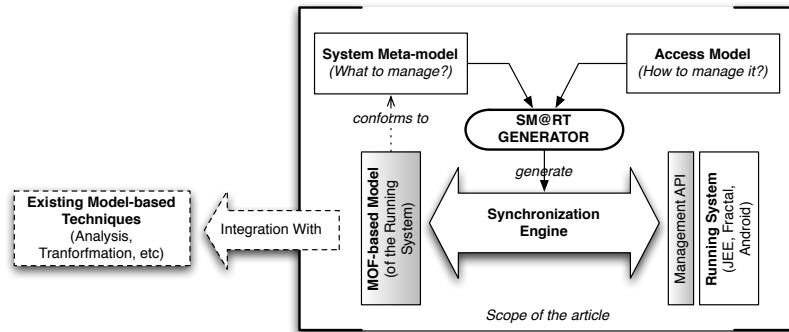 System Meta-model
(What to manage?)
Access Model
(How to manage it?)
conforms to
SM@RT
GENERATOR
generate
Existing Model-based
Techniques
(Analysis,
Tranforfmation, etc)
Integration With
MOF-based Model
(of the Running
System)
Synchronization
Engine
Management API
Running System
(JEE, Fractal,
Android)
Scope of the article